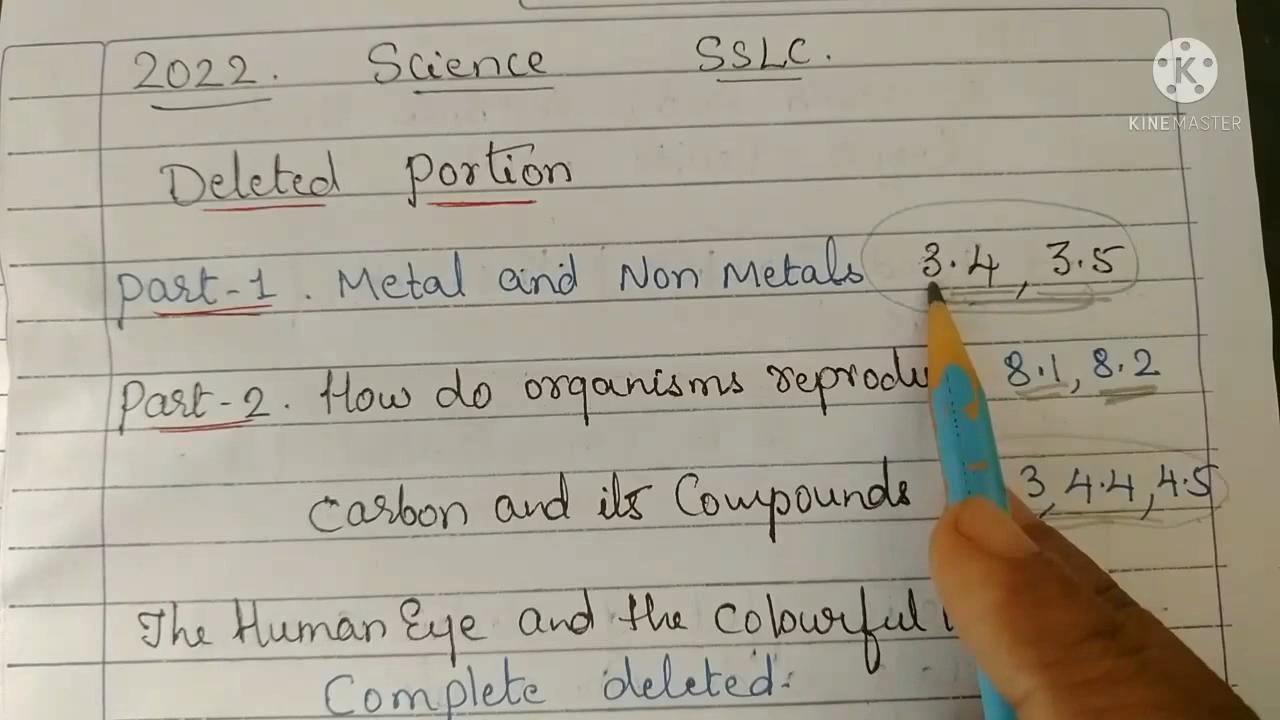 2022. Science SSLC.
KINEMASTER
Deleted portion
Part-1. Metal and Non Metals 3.4, 3.5
Part-2. How do organisms reprodu 8.1, 8.2
Carbon and its Compounds 3, 4.4, 4.5
The Human Eye and the colourful
Complete deleted.